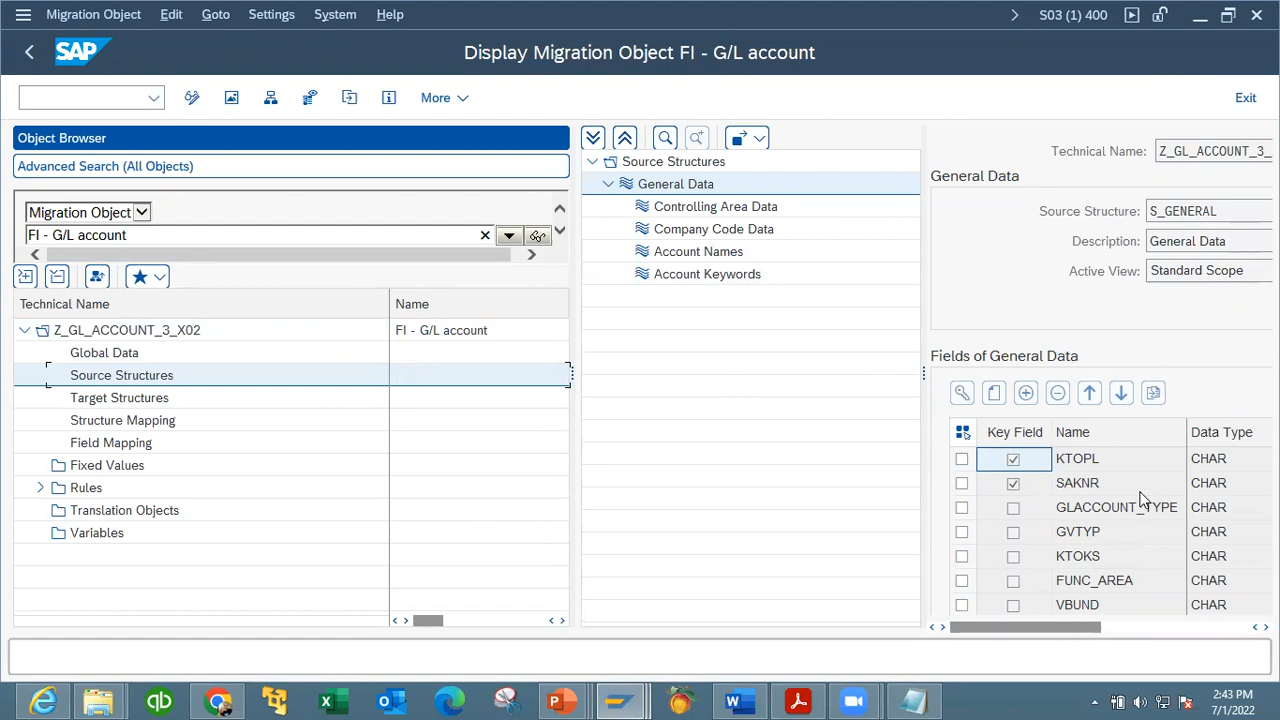 Migration Object Edit Goto Settings System Help S03 (1) 400
SAP Display Migration Object FI - G/L account
More Exit
Object Browser
Advanced Search (All Objects)
Migration Object
FI - G/L account
Technical Name Name
Z_GL_ACCOUNT_3_X02 FI - G/L account
Global Data
Source Structures
Target Structures
Structure Mapping
Field Mapping
Fixed Values
Rules
Translation Objects
Variables
Source Structures
General Data
Controlling Area Data
Company Code Data
Account Names
Account Keywords
Technical Name: Z_GL_ACCOUNT_3_
General Data
Source Structure: S_GENERAL
Description: General Data
Active View: Standard Scope
Fields of General Data
Key Field Name Data Type
KTOPL CHAR
SAKNR CHAR
GLACCOUNT_TYPE CHAR
GVTYP CHAR
KTOKS CHAR
FUNC_AREA CHAR
VBUND CHAR
2:43 PM
7/1/2022